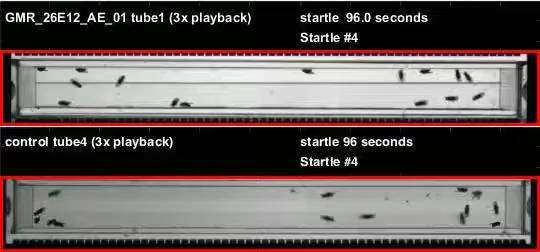 GMR_26E12_AE_01 tube1 (3x playback) startle 96.0 seconds
Startle #4
control tube4 (3x playback) startle 96 seconds
Startle #4